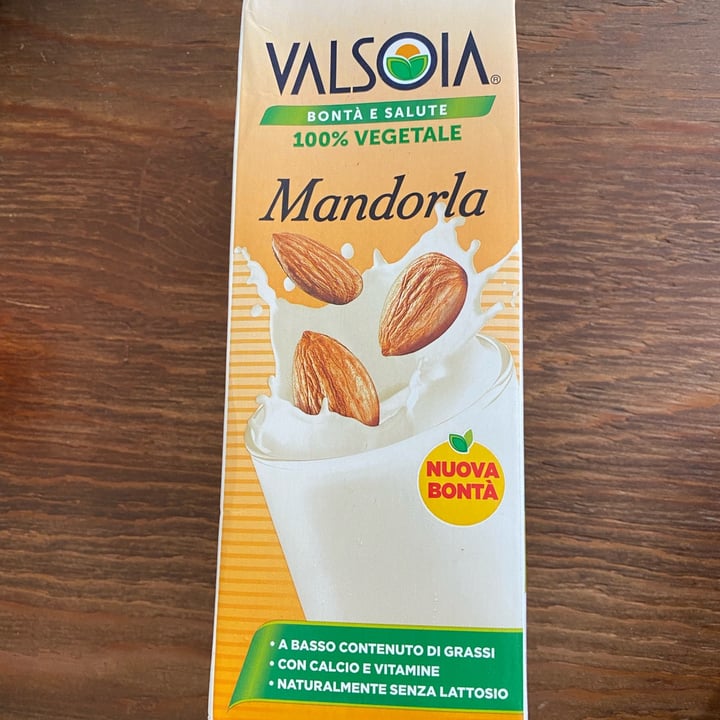 VALSOIA®
BONTÀ E SALUTE
100% VEGETALE
Mandorla
NUOVA
BONTÀ
• A BASSO CONTENUTO DI GRASSI
• CON CALCIO E VITAMINE
• NATURALMENTE SENZA LATTOSIO